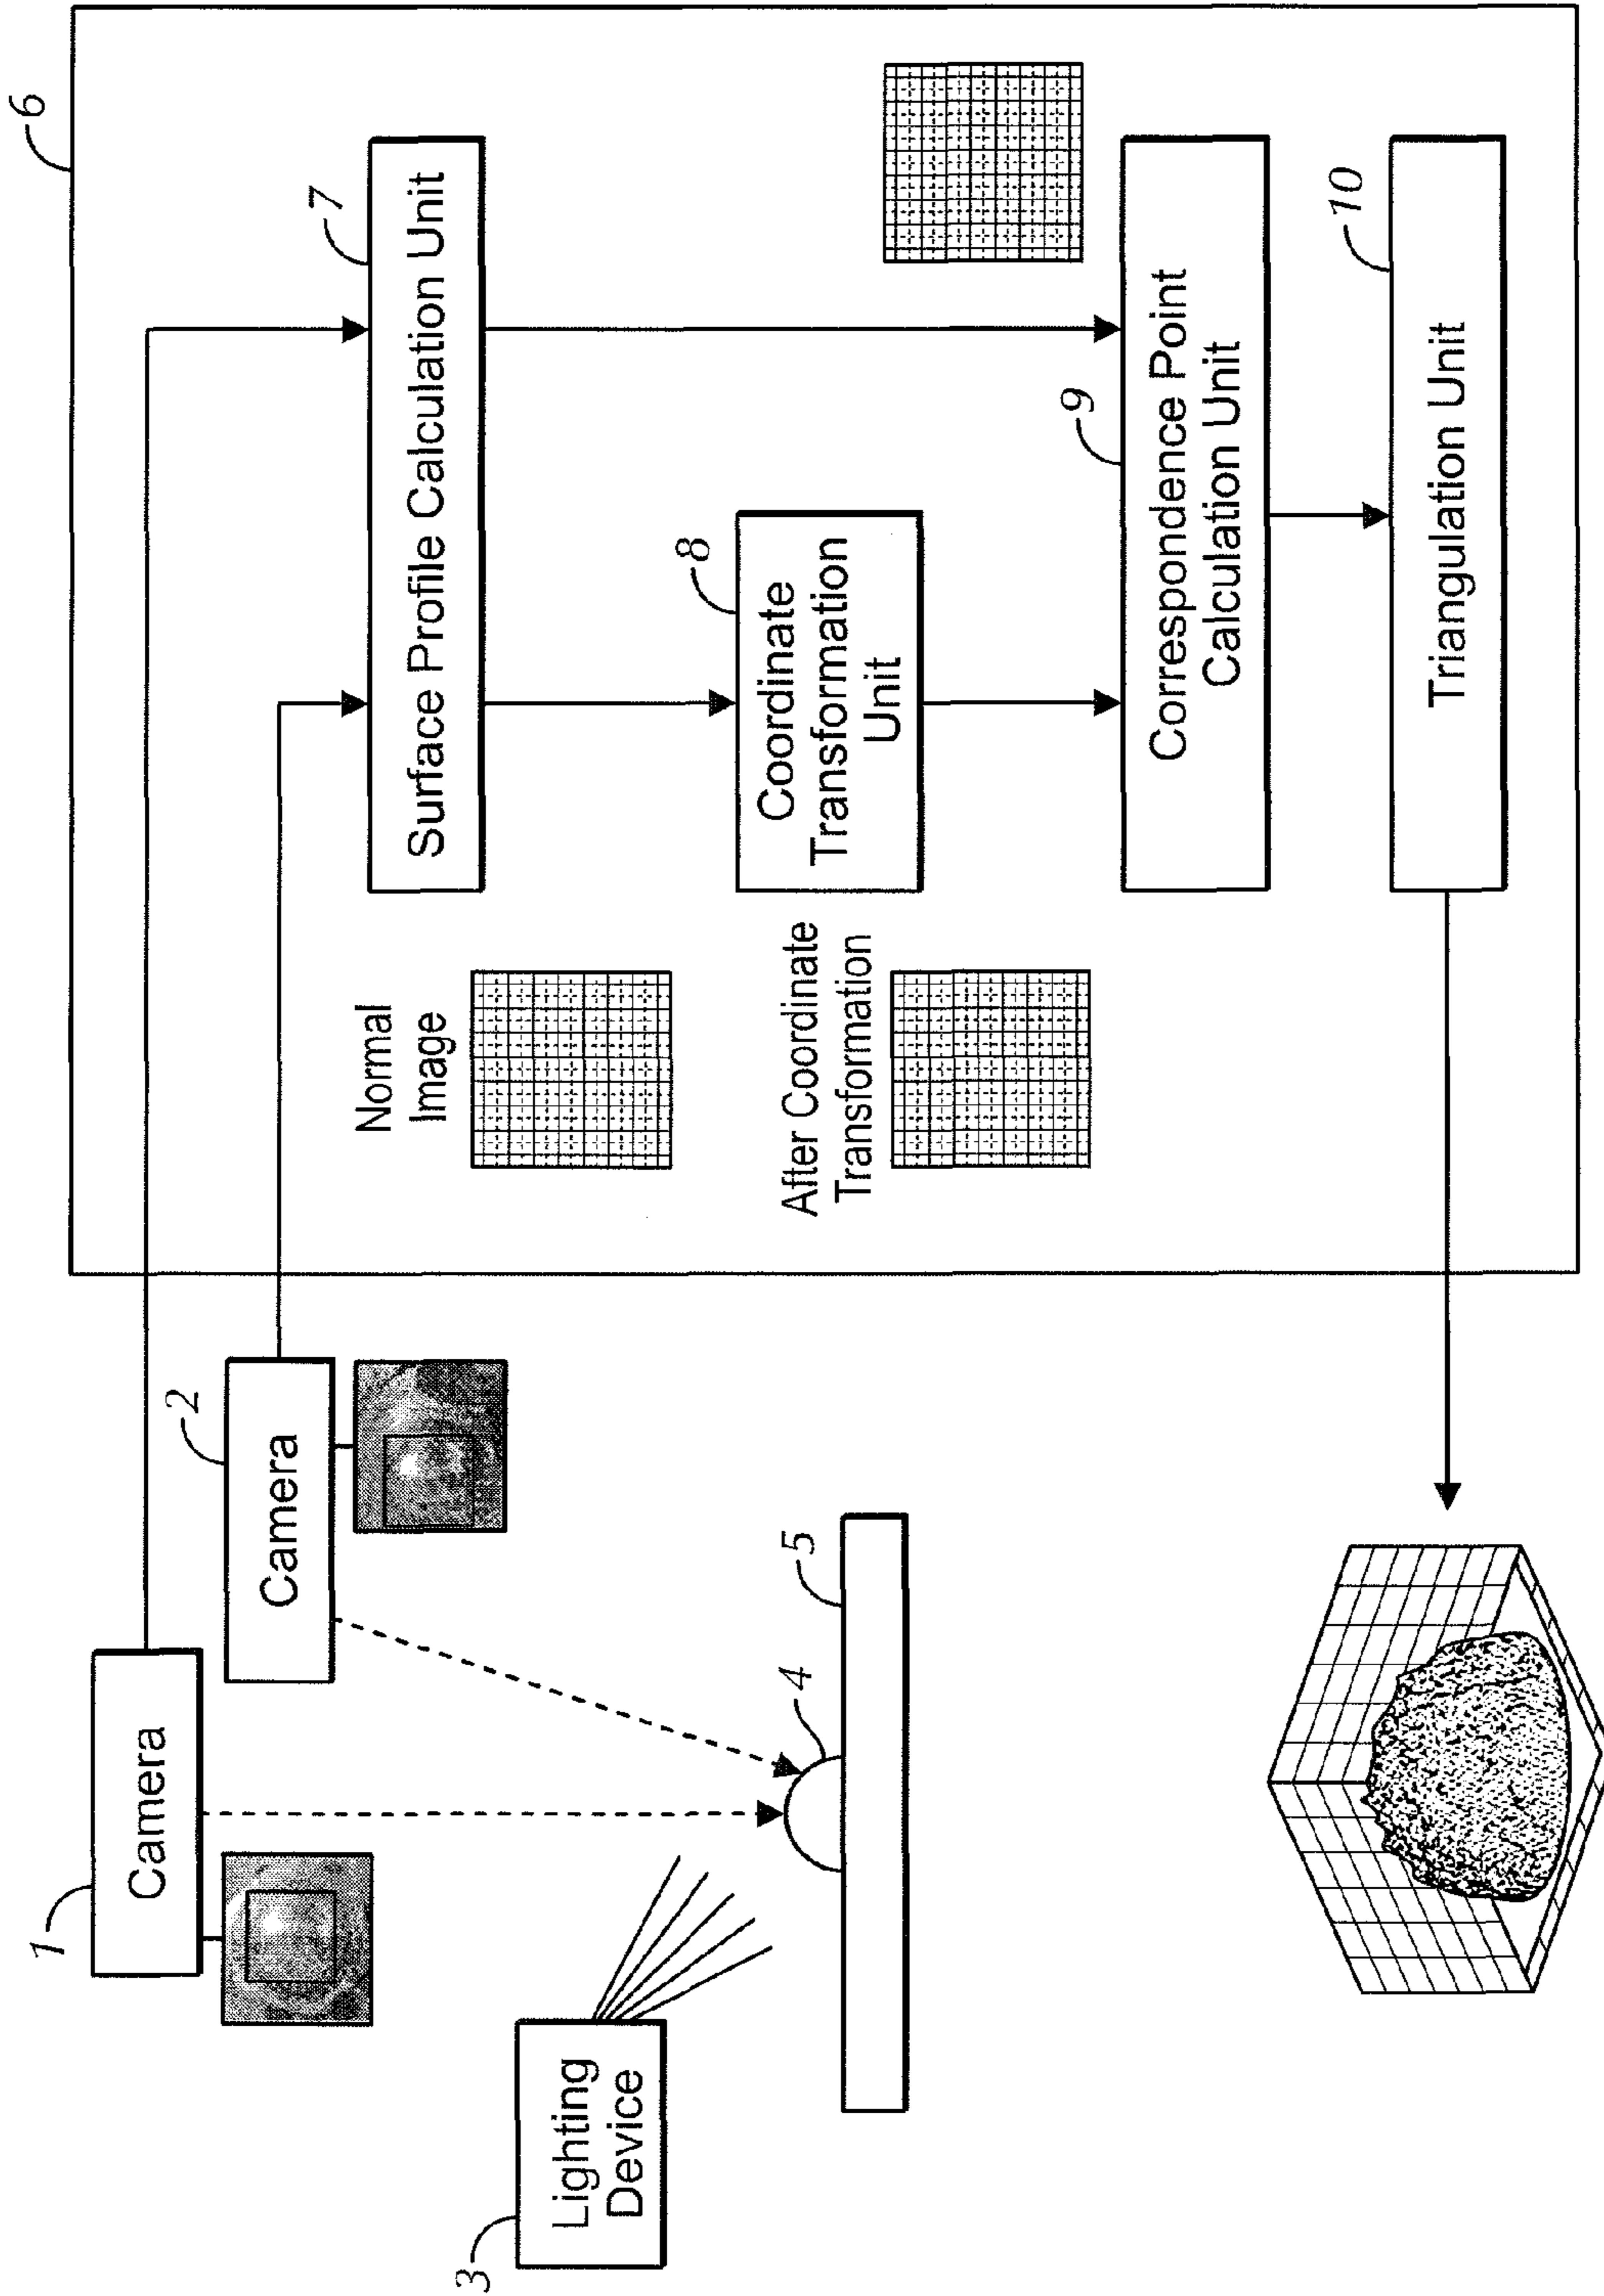 1
Camera
2
Camera
3
Lighting
Device
4
5
6
7
Surface Profile Calculation Unit
Normal
Image
8
Coordinate
Transformation
Unit
After Coordinate
Transformation
9
Correspondence Point
Calculation Unit
10
Triangulation Unit